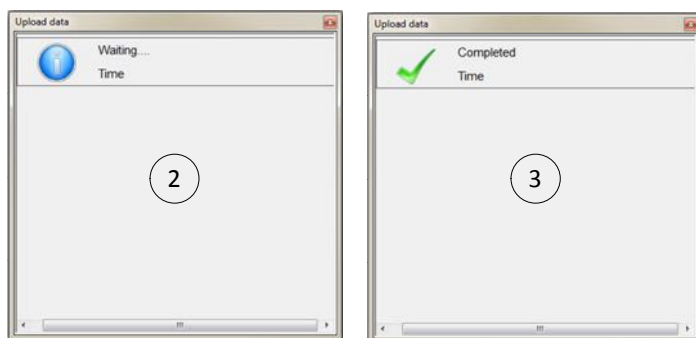 Upload data
Waiting....
Time
2
Upload data
Completed
Time
3